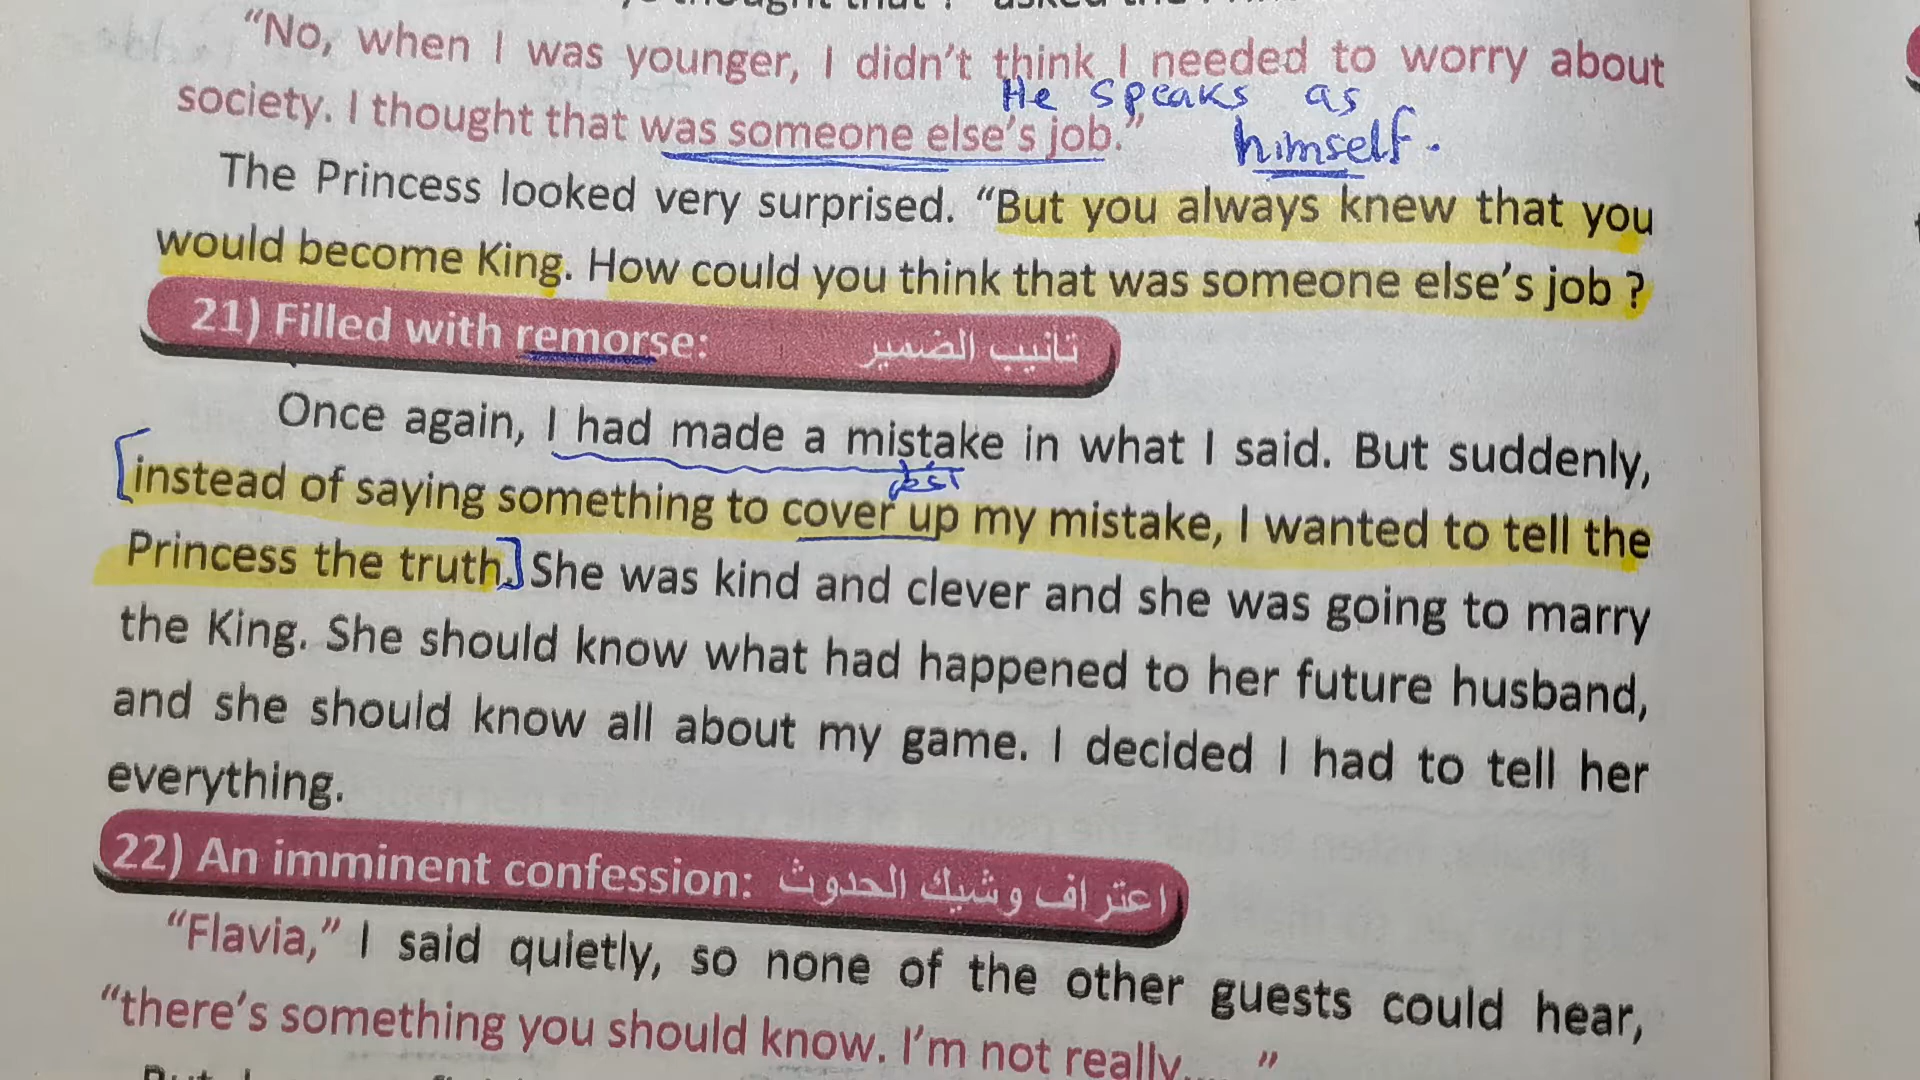 “No, when I was younger, I didn’t think I needed to worry about
society. I thought that was someone else’s job.”
He speaks as
himself.
The Princess looked very surprised. “But you always knew that you
would become King. How could you think that was someone else’s job ?
21) Filled with remorse: تأنيب الضمير
Once again, I had made a mistake in what I said. But suddenly,
instead of saying something to cover up my mistake, I wanted to tell the
Princess the truth. She was kind and clever and she was going to marry
the King. She should know what had happened to her future husband,
and she should know all about my game. I decided I had to tell her
everything.
22) An imminent confession: اعتراف وشيك الحدوث
“Flavia,” I said quietly, so none of the other guests could hear,
“there’s something you should know. I’m not really.... ”